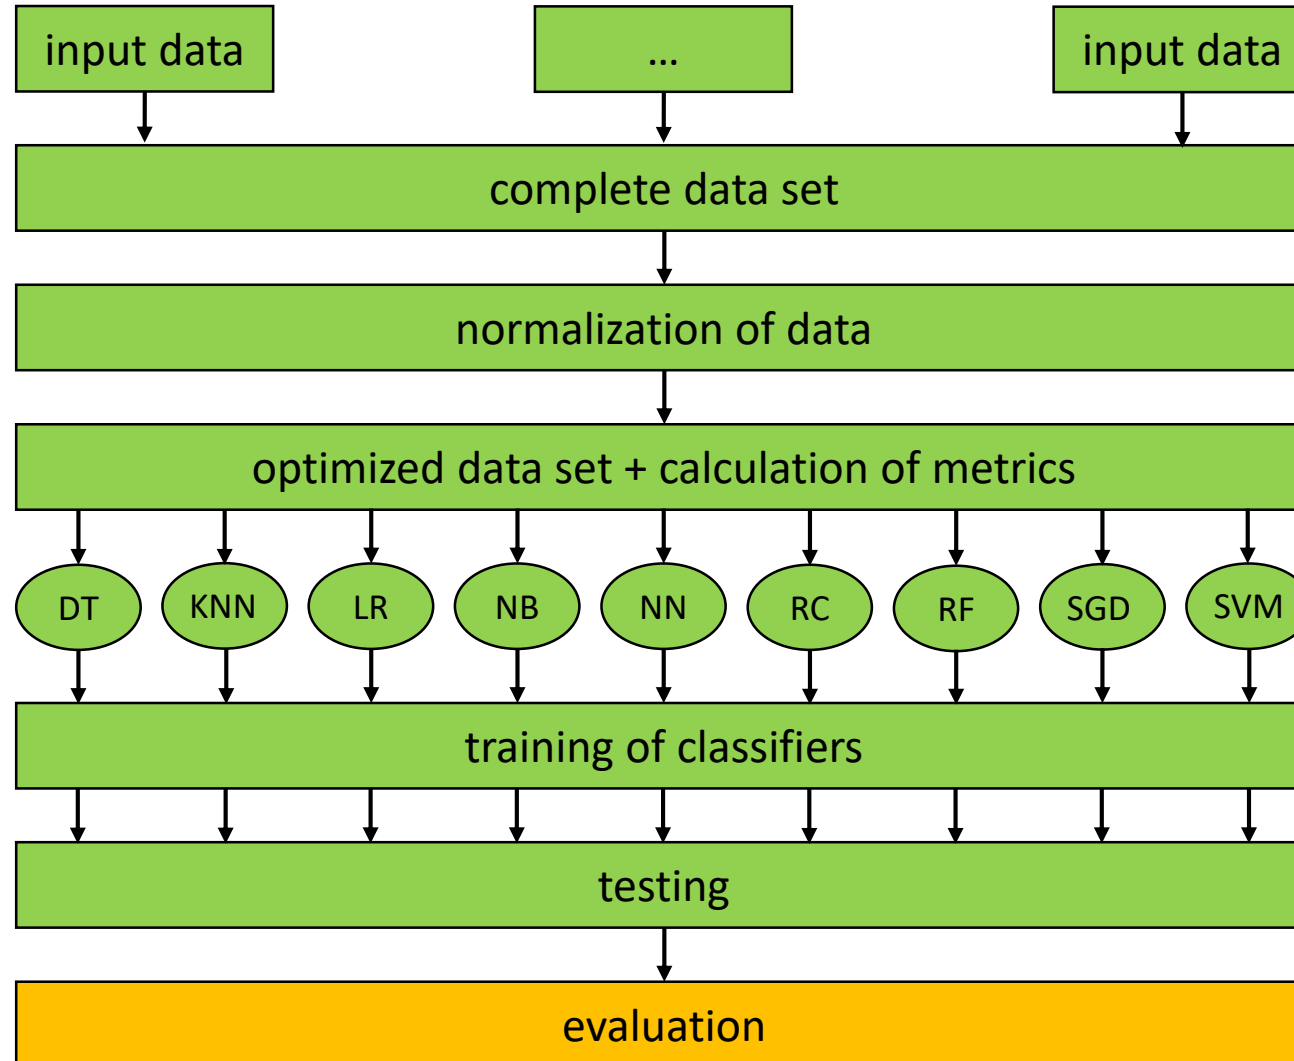 input data
...
input data
complete data set
normalization of data
optimized data set + calculation of metrics
DT
KNN
LR
NB
NN
RC
RF
SGD
SVM
training of classifiers
testing
evaluation